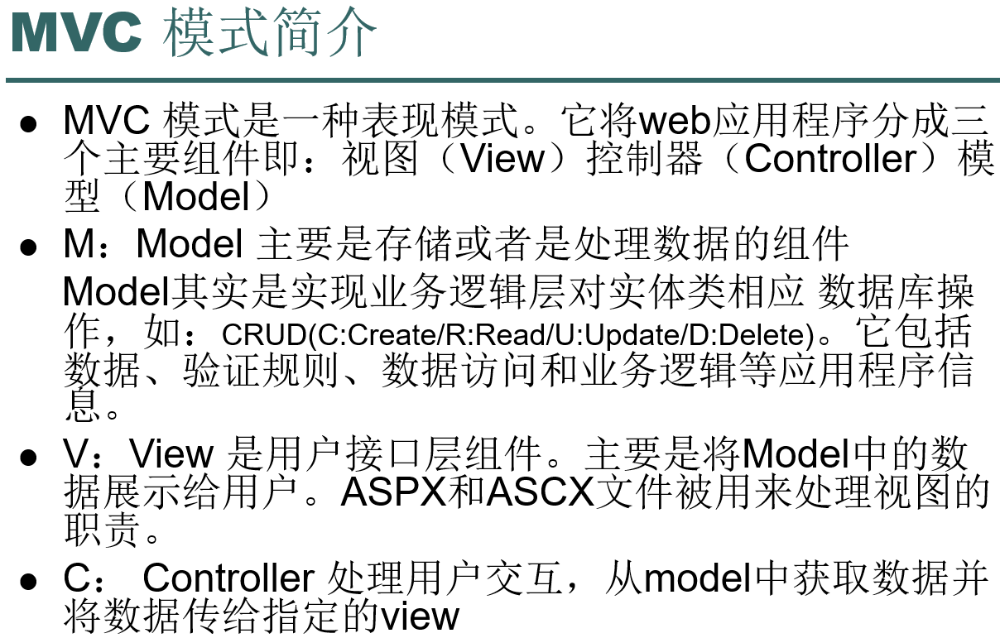 MVC 模式简介
● MVC 模式是一种表现模式。它将web应用程序分成三
个主要组件即：视图（View）控制器（Controller）模
型（Model）
● M：Model 主要是存储或者是处理数据的组件
Model其实是实现业务逻辑层对实体类相应 数据库操
作，如：CRUD(C:Create/R:Read/U:Update/D:Delete)。它包括
数据、验证规则、数据访问和业务逻辑等应用程序信
息。
● V：View 是用户接口层组件。主要是将Model中的数
据展示给用户。ASPX和ASCX文件被用来处理视图的
职责。
● C： Controller 处理用户交互，从model中获取数据并
将数据传给指定的view